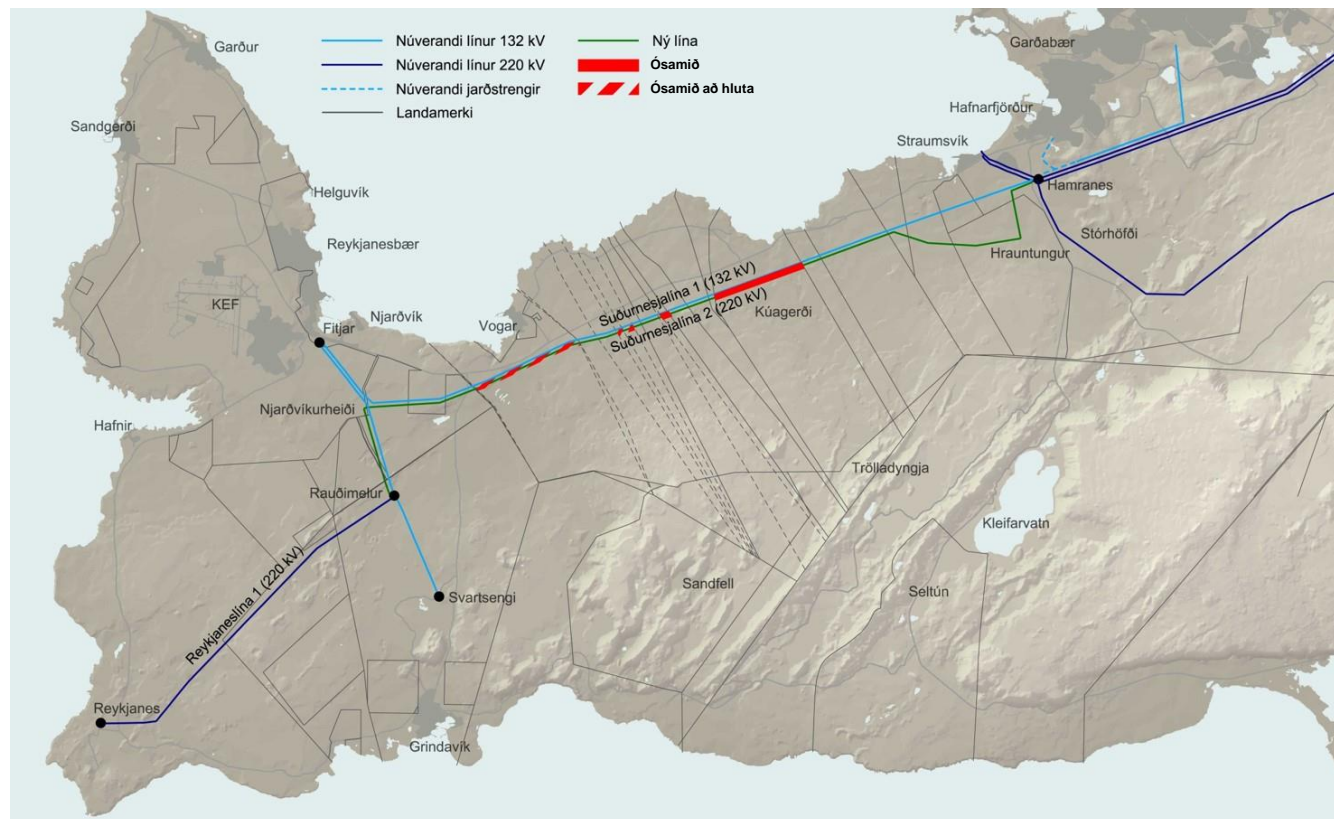 Garður
Núverandi línur 132 kV
Núverandi línur 220 kV
Núverandi jarðstrengir
Landamerki
Ný lína
Ósamið
Ósamið að hluta
Garðabær
Hafnarfjörður
Straumsvík
Hamranes
Stórhöfði
Hrauntungur
Sandgerði
Helguvík
Reykjanesbær
KEF
Njarðvík
Fitjar
Vogar
Suðurnesjalína 1 (132 kV)
Suðurnesjalína 2 (220 kV)
Kúagerði
Njarðvíkurheiði
Hafnir
Rauðimelur
Trölladyngja
Kleifarvatn
Sandfell
Seltún
Svartsengi
Reykjaneslína 1 (220 kV)
Reykjanes
Grindavík